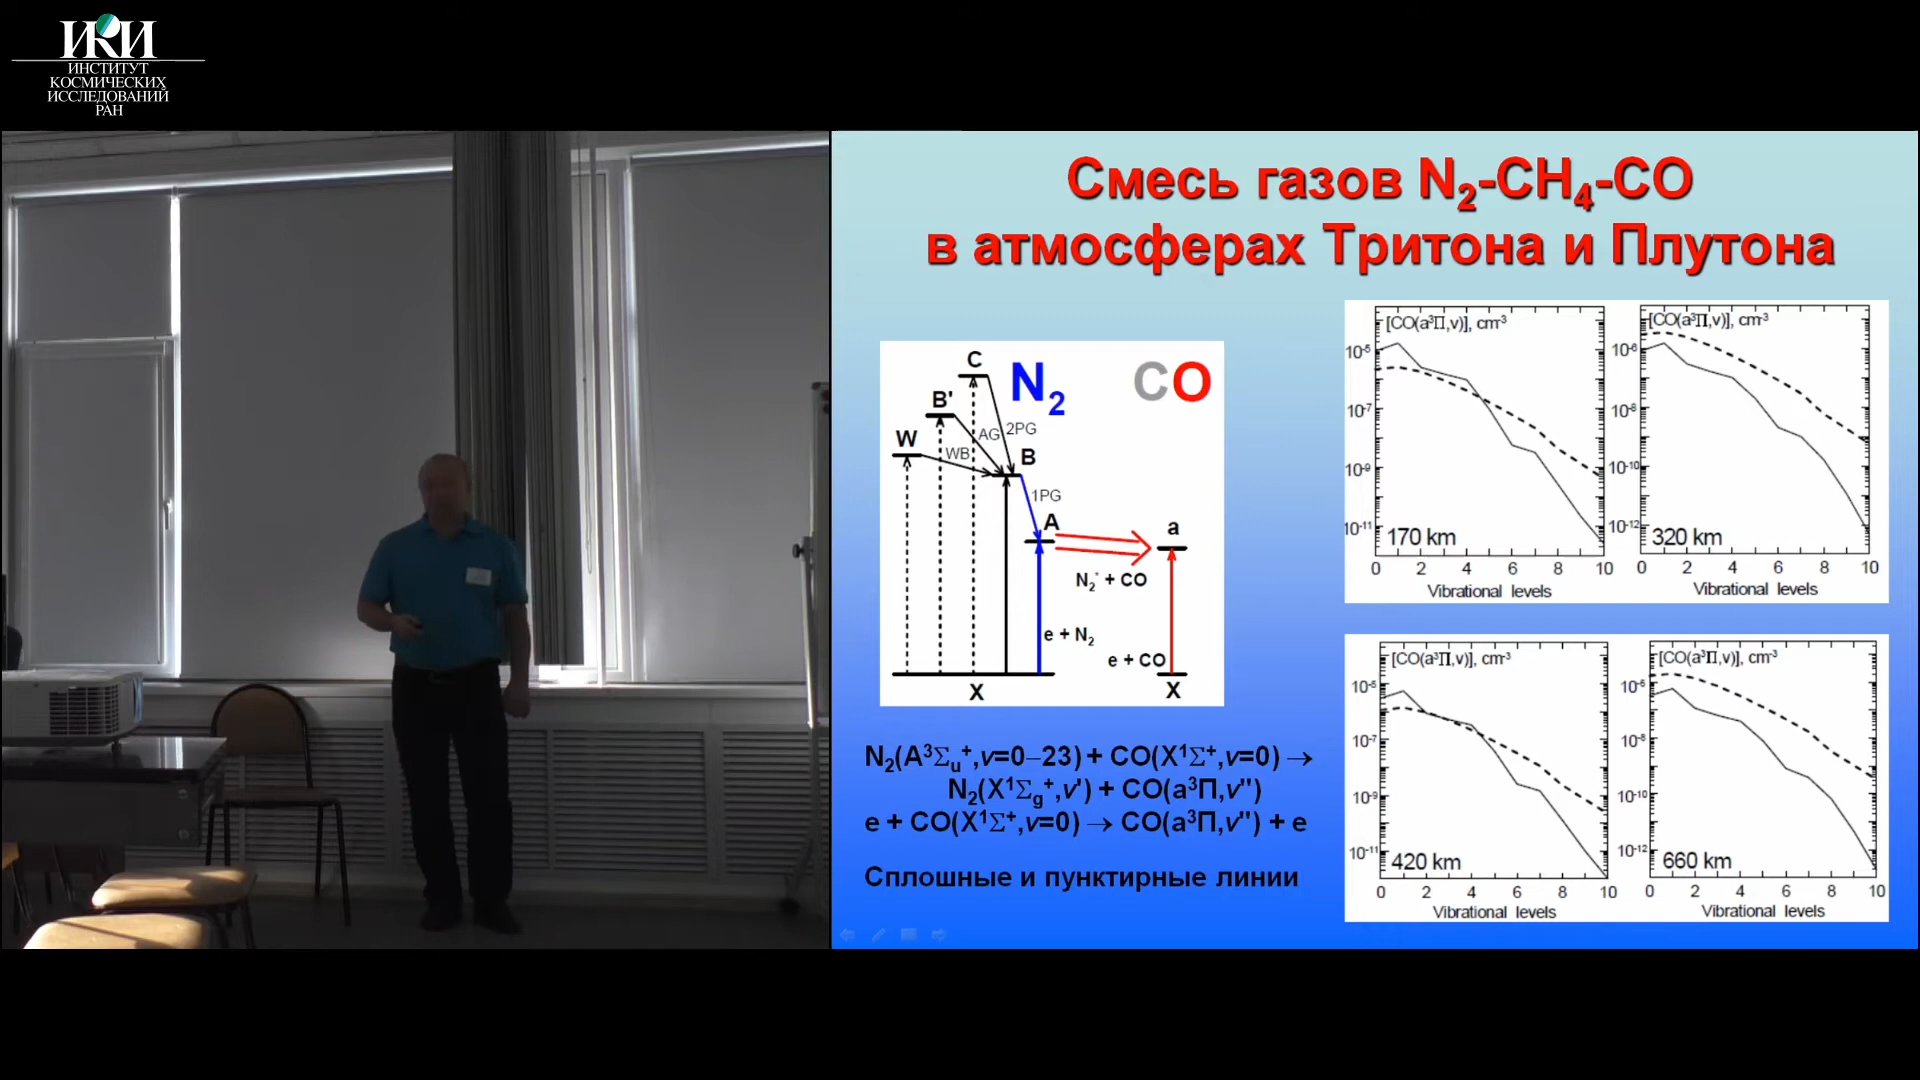 ИКИ
ИНСТИТУТ
КОСМИЧЕСКИХ
ИССЛЕДОВАНИЙ
РАН
Смесь газов N₂-CH₄-CO
в атмосферах Тритона и Плутона
N₂ CO
C
B'
W
AG 2PG
WB
B
1PG
A
a
N₂* + CO
e + N₂
e + CO
X X
N₂(A³Σᵤ⁺,v=0–23) + CO(X¹Σ⁺,v=0) →
N₂(X¹Σg⁺,v') + CO(a³Π,v'')
e + CO(X¹Σ⁺,v=0) → CO(a³Π,v'') + e
Сплошные и пунктирные линии
[CO(a³Π,v)], cm⁻³
10⁻⁵
10⁻⁷
10⁻⁹
10⁻¹¹
170 km
0 2 4 6 8 10
Vibrational levels
[CO(a³Π,v)], cm⁻³
10⁻⁶
10⁻⁸
10⁻¹⁰
10⁻¹²
320 km
0 2 4 6 8 10
Vibrational levels
[CO(a³Π,v)], cm⁻³
10⁻⁵
10⁻⁷
10⁻⁹
10⁻¹¹
420 km
0 2 4 6 8 10
Vibrational levels
[CO(a³Π,v)], cm⁻³
10⁻⁶
10⁻⁸
10⁻¹⁰
10⁻¹²
660 km
0 2 4 6 8 10
Vibrational levels